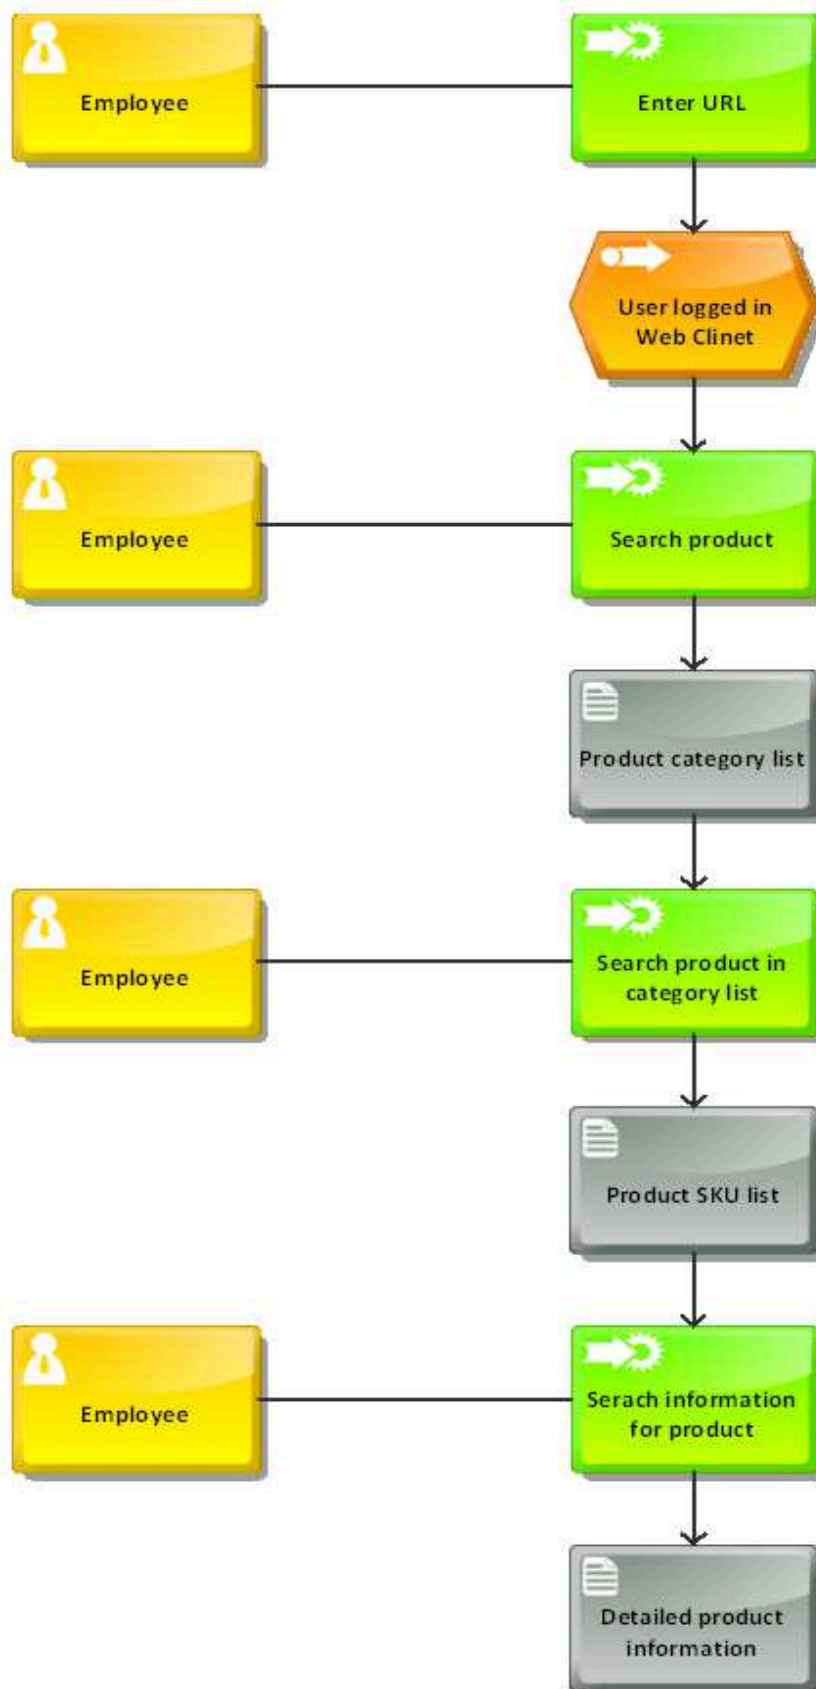 Employee
Enter URL
User logged in
Web Clinet
Employee
Search product
Product category list
Employee
Search product in
category list
Product SKU list
Employee
Serach information
for product
Detailed product
information